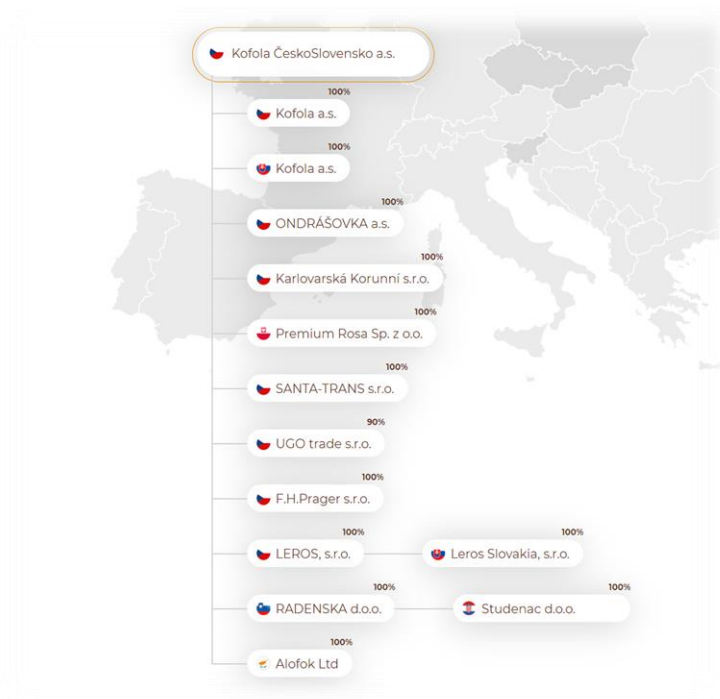 Kofola ČeskoSlovensko a.s.
100%
Kofola a.s.
100%
Kofola a.s.
100%
ONDRÁŠOVKA a.s.
100%
Karlovarská Korunní s.r.o.
100%
Premium Rosa Sp. z o.o.
100%
SANTA-TRANS s.r.o.
90%
UGO trade s.r.o.
100%
F.H.Prager s.r.o.
100% 100%
LEROS, s.r.o. Leros Slovakia, s.r.o.
100% 100%
RADENSKA d.o.o. Studenac d.o.o.
100%
Alofok Ltd